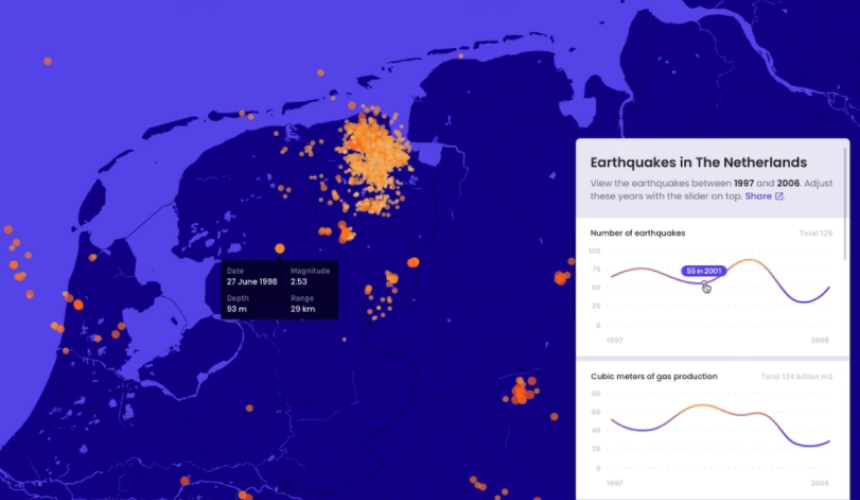 Earthquakes in The Netherlands
View the earthquakes between 1997 and 2006. Adjust
these years with the slider on top. Share
Number of earthquakes Total 129
100
75
55 in 2001
50
25
0
1997 2006
Date Magnitude
27 June 1998 2.53
Depth Range
93 m 29 km
Cubic meters of gas production Total 124 billion m3
80
60
40
20
0
1997 2006